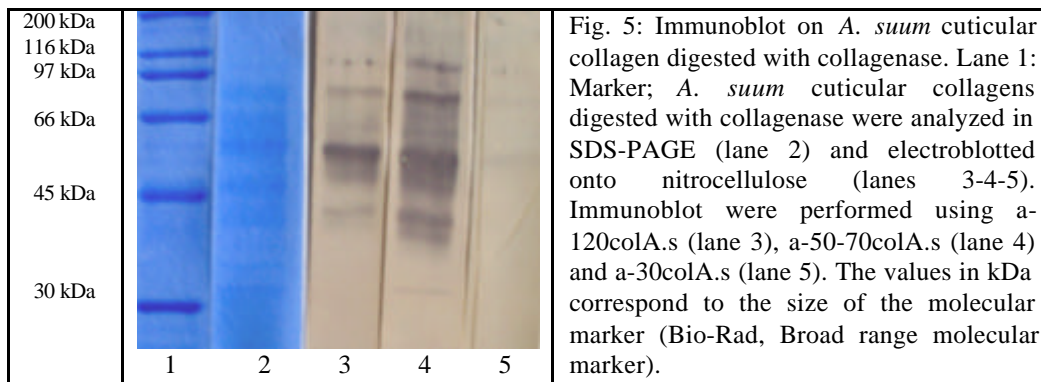 200 kDa
116 kDa
97 kDa
66 kDa
45 kDa
30 kDa
1 2 3 4 5
Fig. 5: Immunoblot on A. suum cuticular
collagen digested with collagenase. Lane 1:
Marker; A. suum cuticular collagens
digested with collagenase were analyzed in
SDS-PAGE (lane 2) and electroblotted
onto nitrocellulose (lanes 3-4-5).
Immunoblot were performed using a-
120colA.s (lane 3), a-50-70colA.s (lane 4)
and a-30colA.s (lane 5). The values in kDa
correspond to the size of the molecular
marker (Bio-Rad, Broad range molecular
marker).